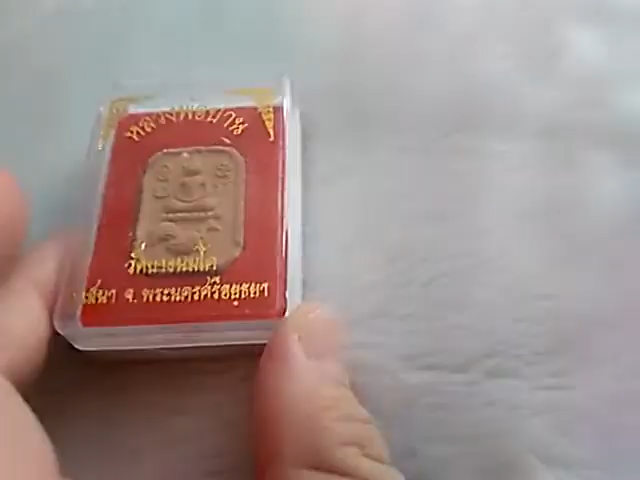 หลวงพ่อปาน
วัดบางนมโค
เสนา จ. พระนครศรีอยุธยา